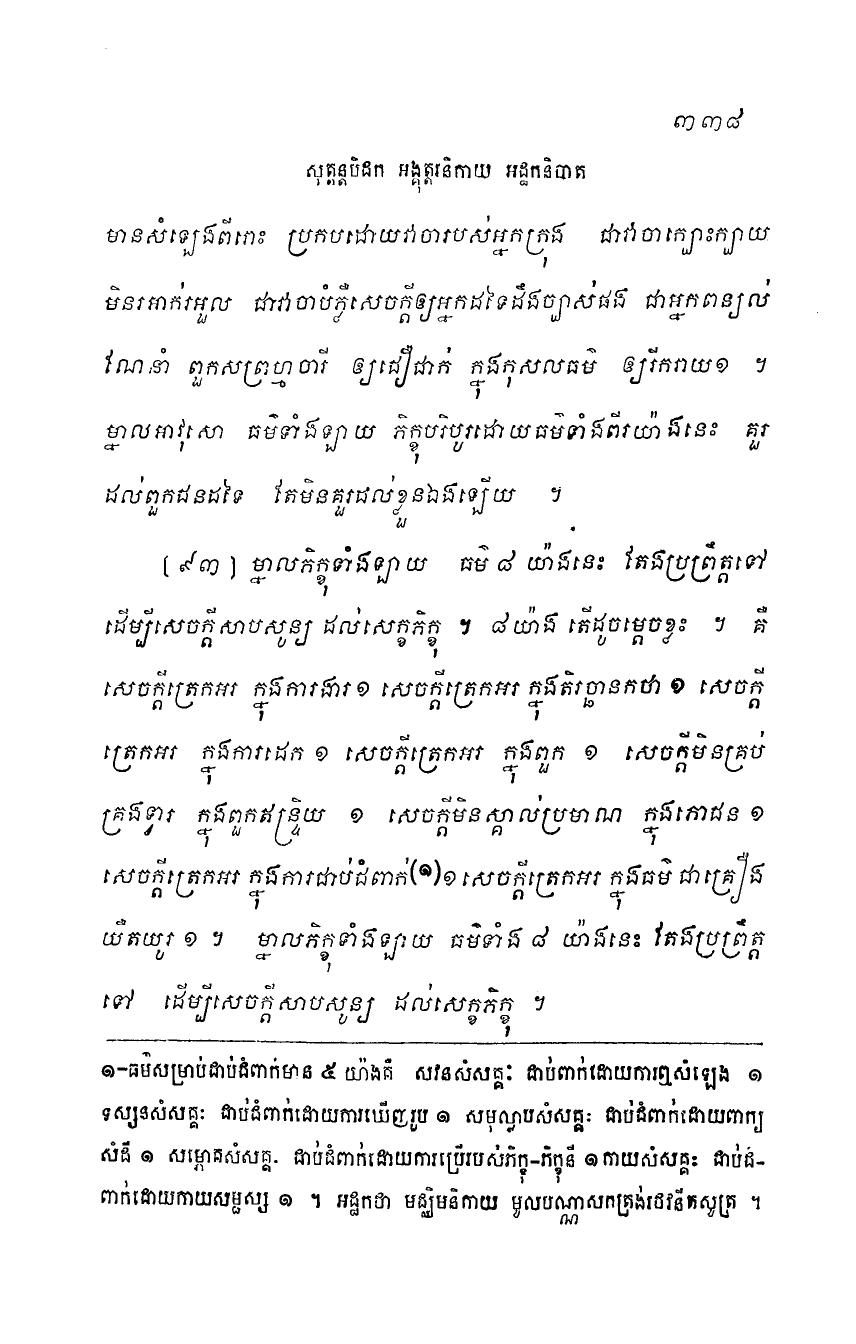 ៣៣៨
សុត្តន្តបិដក អង្គុត្តរនិកាយ អដ្ឋកនិបាត
មានសំឡេងពីរោះ ប្រកបដោយវាចារបស់អ្នកក្រុង ជាវាចាក្បោះក្បាយ
មិនរអាក់រអួល ជាវាចាបំភ្លឺសេចក្តីឲ្យអ្នកដទៃដឹងច្បាស់ផង ជាអ្នកពន្យល់
ណែនាំ ពួកសព្រហ្មចារី ឲ្យជឿជាក់ ក្នុងកុសលធម៌ ឲ្យរីករាយ១ ។
ម្នាលអាវុសោ ធម៌ទាំងឡាយ ភិក្ខុបរិបូរដោយធម៌ទាំងពីរយ៉ាងនេះ គួរ
ដល់ពួកជនដទៃ តែមិនគួរដល់ខ្លួនឯងឡើយ ។
[ ៩៣ ] ម្នាលភិក្ខុទាំងឡាយ ធម៌ ៨ យ៉ាងនេះ តែងប្រព្រឹត្តទៅ
ដើម្បីសេចក្តីសាបសូន្យ ដល់សេក្ខភិក្ខុ ។ ៨យ៉ាង តើដូចម្តេចខ្លះ ។ គឺ
សេចក្តីត្រេកអរ ក្នុងការងារ ១ សេចក្តីត្រេកអរ ក្នុងតិរច្ឆានកថា ១ សេចក្តី
ត្រេកអរ ក្នុងការដេក ១ សេចក្តីត្រេកអរ ក្នុងពួក ១ សេចក្តីមិនគ្រប់
គ្រងទ្វារ ក្នុងពួកឥន្ទ្រិយ ១ សេចក្តីមិនស្គាល់ប្រមាណ ក្នុងភោជន ១
សេចក្តីត្រេកអរ ក្នុងការជាប់ជំពាក់(១)១ សេចក្តីត្រេកអរ ក្នុងធម៌ ជាគ្រឿង
យឺតយូរ ១ ។ ម្នាលភិក្ខុទាំងឡាយ ធម៌ទាំង ៨ យ៉ាងនេះ តែងប្រព្រឹត្ត
ទៅ ដើម្បីសេចក្តីសាបសូន្យ ដល់សេក្ខភិក្ខុ ។
១-ធម៌សម្រាប់ជាប់ជំពាក់មាន ៥ យ៉ាងគឺ សវនសំសគ្គៈ ជាប់ពាក់ដោយការឮសំឡេង ១
ទស្សនសំសគ្គៈ ជាប់ជំពាក់ដោយការឃើញរូប ១ សមុល្លាបសំសគ្គៈ ជាប់ជំពាក់ដោយពាក្យ
សំដី ១ សម្ភោគសំសគ្គៈ ជាប់ជំពាក់ដោយការប្រើរបស់ភិក្ខុ-ភិក្ខុនី ១ កាយសំសគ្គៈ ជាប់ជំ-
ពាក់ដោយកាយសម្ផស្ស ១ ។ អដ្ឋកថា មជ្ឈិមនិកាយ មូលបណ្ណាសកត្រង់រថវិនីតសូត្រ ។